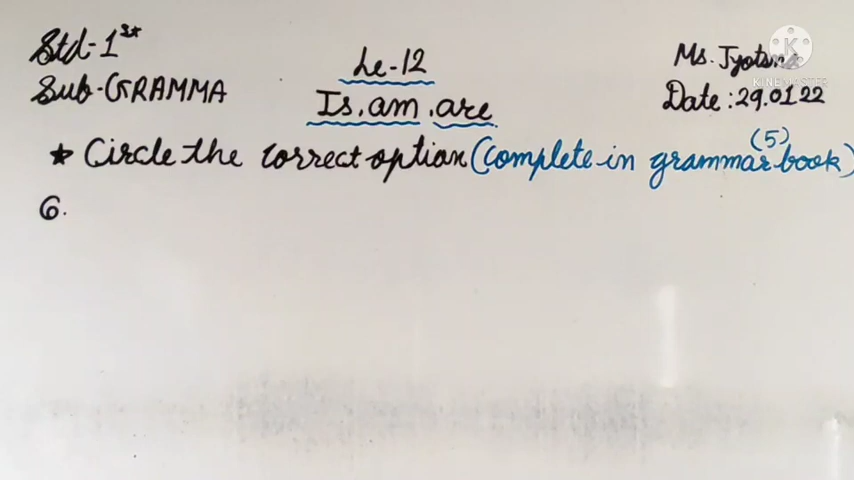 Std-1st
Le-12
Ms. Jyotsna
Sub-GRAMMA
Is.am.are
Date:29.01.22
★ Circle the correct option (complete in grammar book)
(5)
6.
KINEMASTER